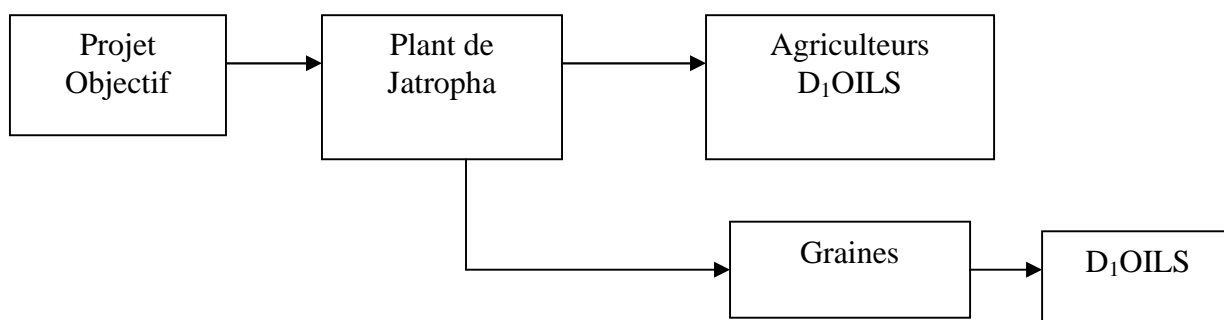 Projet
Objectif
Plant de
Jatropha
Agriculteurs
D₁OILS
Graines
D₁OILS